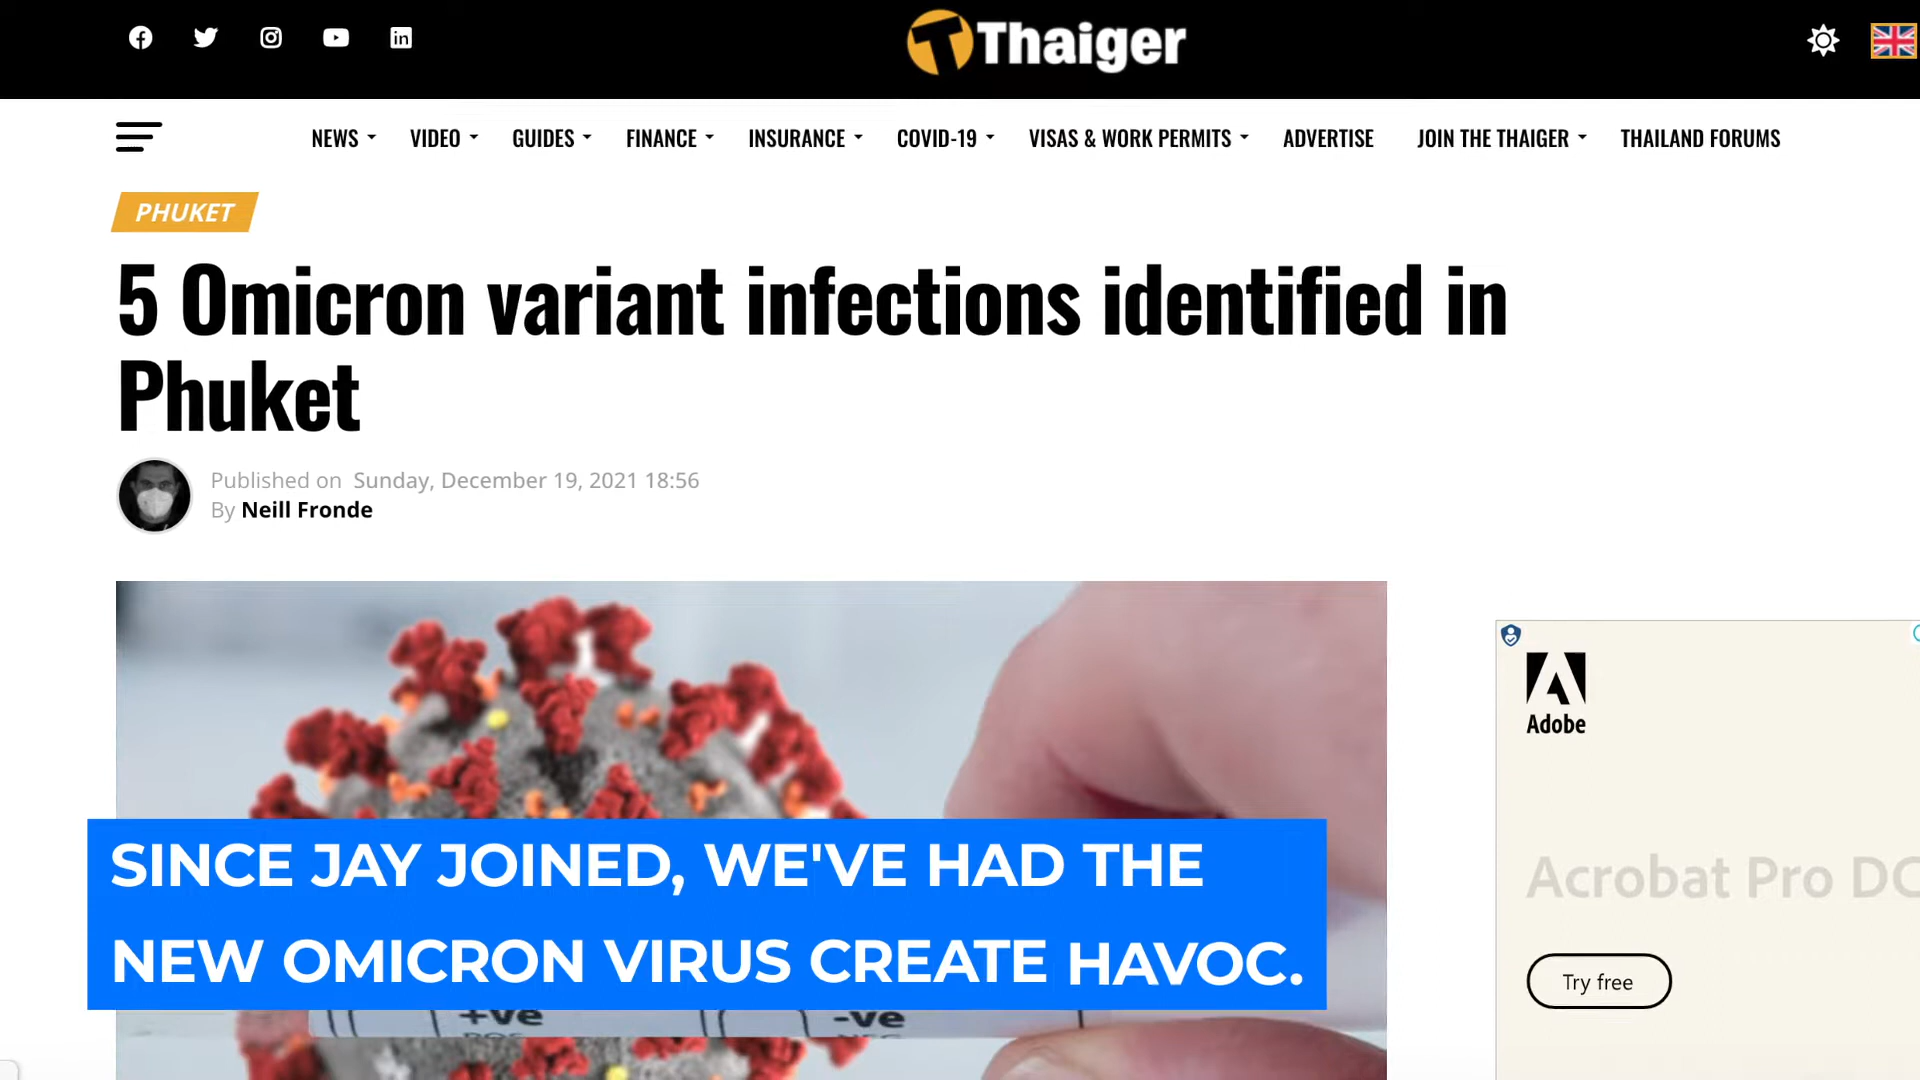 Thaiger
NEWS VIDEO GUIDES FINANCE INSURANCE COVID-19 VISAS & WORK PERMITS ADVERTISE JOIN THE THAIGER THAILAND FORUMS
PHUKET
5 Omicron variant infections identified in
Phuket
Published on Sunday, December 19, 2021 18:56
By Neill Fronde
Adobe
Acrobat Pro DC
Try free
SINCE JAY JOINED, WE'VE HAD THE
NEW OMICRON VIRUS CREATE HAVOC.
+ve -ve